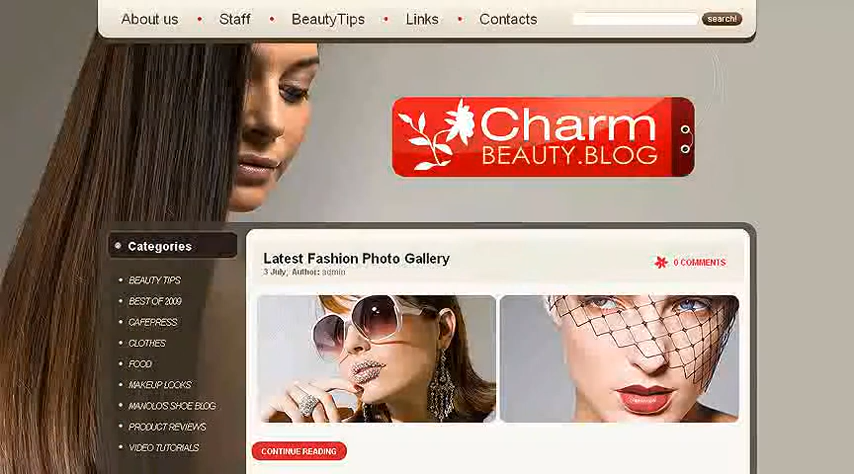 About us • Staff • BeautyTips • Links • Contacts
search!
Charm
BEAUTY.BLOG
Categories
BEAUTY TIPS
BEST OF 2009
CAFEPRESS
CLOTHES
FOOD
MAKEUP LOOKS
MANOLO'S SHOE BLOG
PRODUCT REVIEWS
VIDEO TUTORIALS
Latest Fashion Photo Gallery
3 July, Author: admin
0 COMMENTS
CONTINUE READING